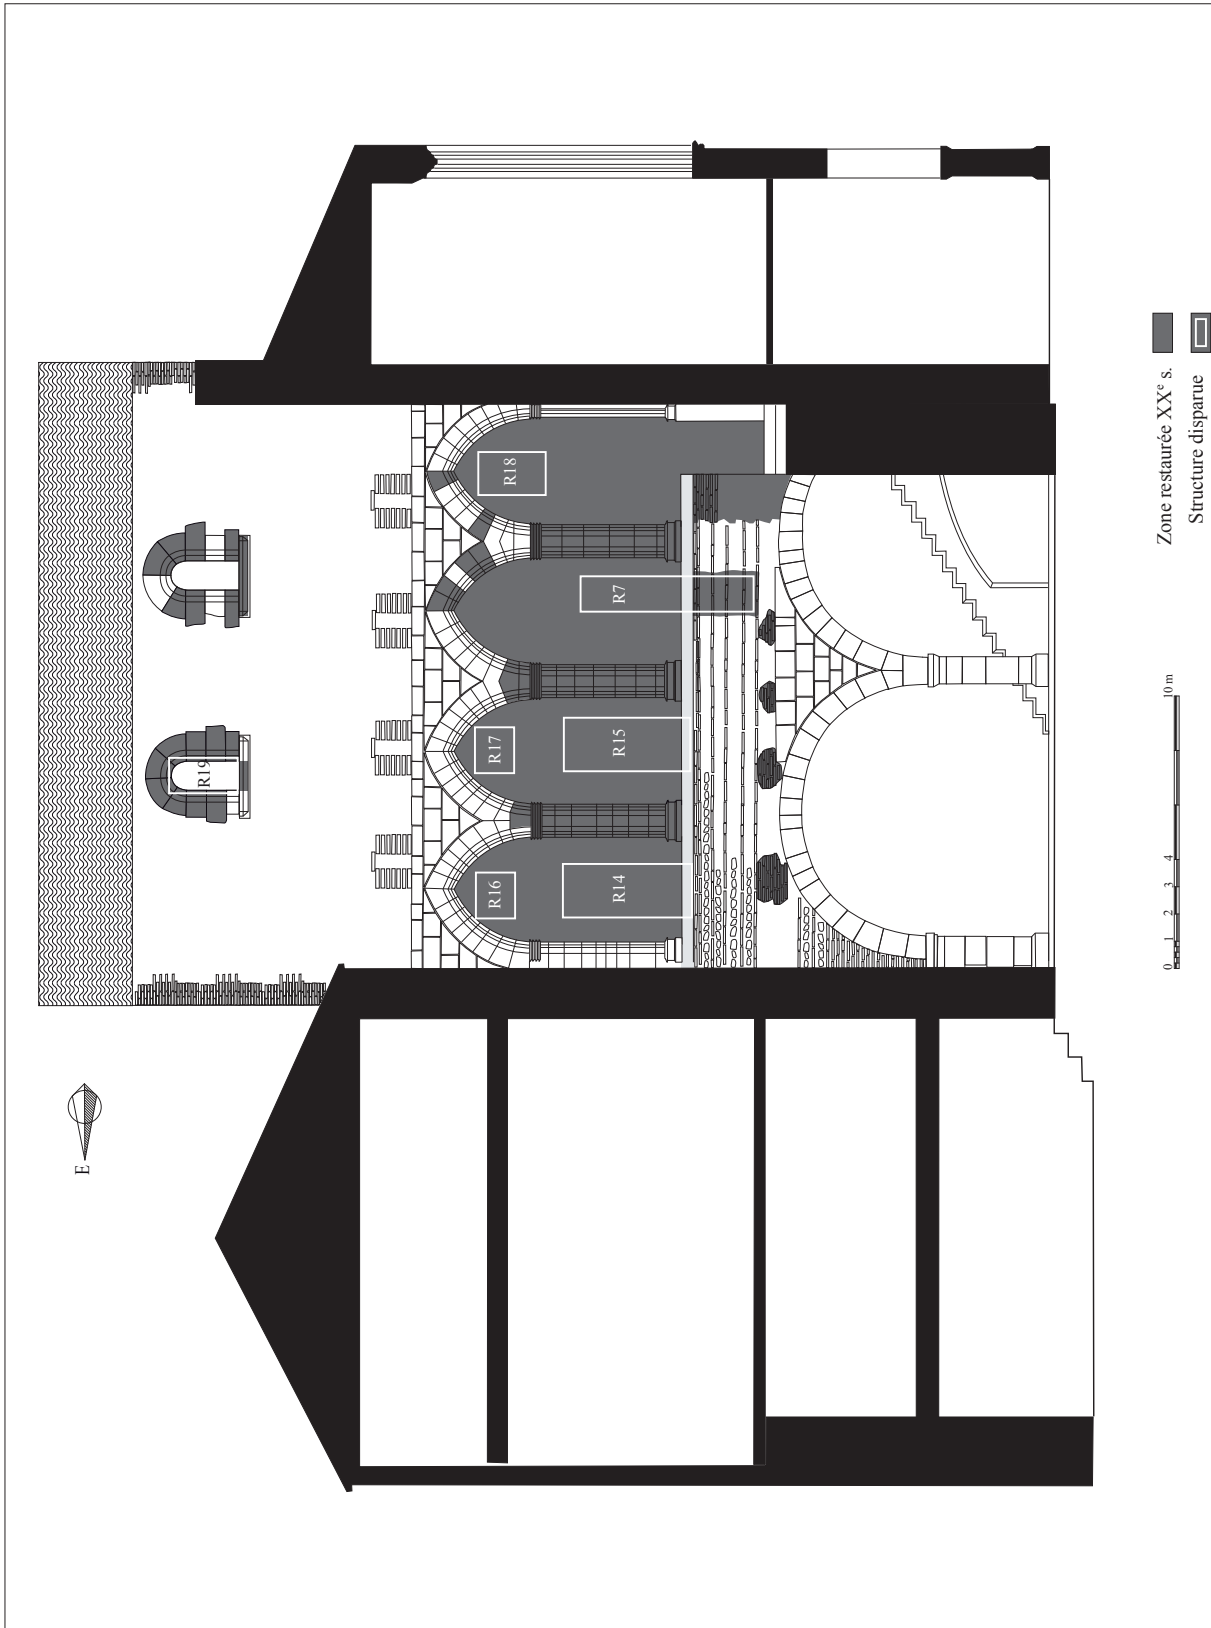 R19
R16
R17
R18
R14
R15
R7
E
0 1 2 3 4 10 m
Zone restaurée XXᵉ s.
Structure disparue